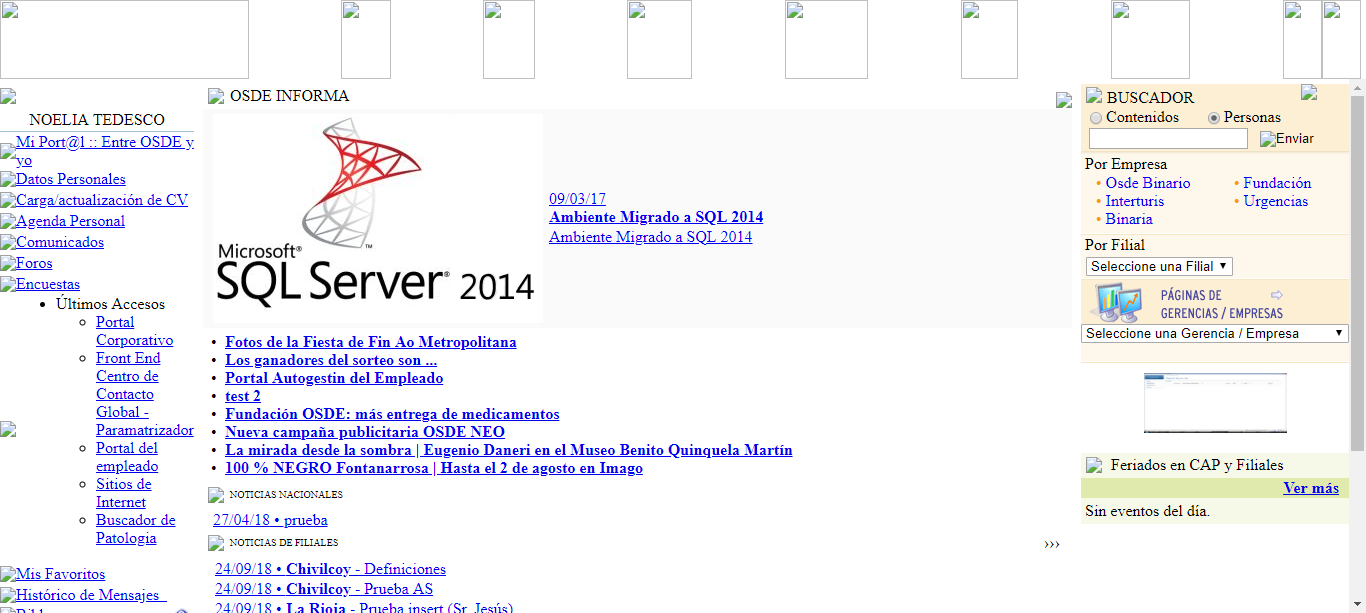 NOELIA TEDESCO
Mi Port@l :: Entre OSDE y
yo
Datos Personales
Carga/actualización de CV
Agenda Personal
Comunicados
Foros
Encuestas
• Últimos Accesos
Portal
Corporativo
Front End
Centro de
Contacto
Global -
Paramatrizador
Portal del
empleado
Sitios de
Internet
Buscador de
Patologia
Mis Favoritos
Histórico de Mensajes
OSDE INFORMA
Microsoft®
SQL Server® 2014
™
09/03/17
Ambiente Migrado a SQL 2014
Ambiente Migrado a SQL 2014
• Fotos de la Fiesta de Fin Ao Metropolitana
• Los ganadores del sorteo son ...
• Portal Autogestin del Empleado
• test 2
• Fundación OSDE: más entrega de medicamentos
• Nueva campaña publicitaria OSDE NEO
• La mirada desde la sombra | Eugenio Daneri en el Museo Benito Quinquela Martín
• 100 % NEGRO Fontanarrosa | Hasta el 2 de agosto en Imago
NOTICIAS NACIONALES
27/04/18 • prueba
NOTICIAS DE FILIALES
›››
24/09/18 • Chivilcoy - Definiciones
24/09/18 • Chivilcoy - Prueba AS
24/09/18 • La Rioja - Prueba insert (Sr. Jesús)
BUSCADOR
Contenidos Personas
Enviar
Por Empresa
• Osde Binario • Fundación
• Interturis • Urgencias
• Binaria
Por Filial
Seleccione una Filial
PÁGINAS DE
GERENCIAS / EMPRESAS
Seleccione una Gerencia / Empresa
Feriados en CAP y Filiales
Ver más
Sin eventos del día.